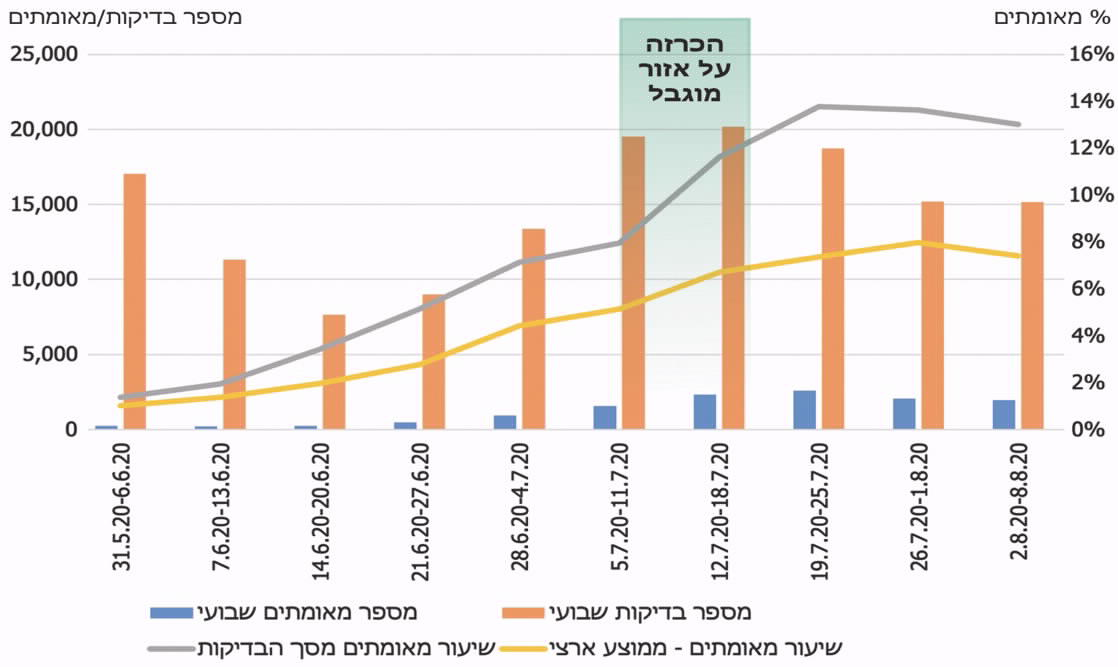 מספר בדיקות/מאומתים
% מאומתים
הכרזה
על אזור
מוגבל
25,000
20,000
15,000
10,000
5,000
0
16%
14%
12%
10%
8%
6%
4%
2%
0%
31.5.20-6.6.20
7.6.20-13.6.20
14.6.20-20.6.20
21.6.20-27.6.20
28.6.20-4.7.20
5.7.20-11.7.20
12.7.20-18.7.20
19.7.20-25.7.20
26.7.20-1.8.20
2.8.20-8.8.20
מספר בדיקות שבועי
מספר מאומתים שבועי
שיעור מאומתים - ממוצע ארצי
שיעור מאומתים מסך הבדיקות